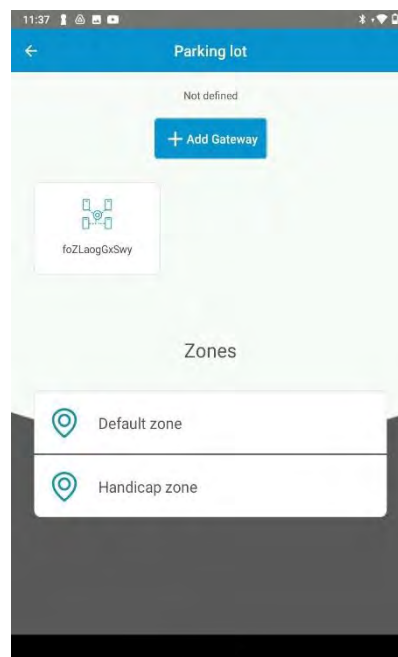 11:37
Parking lot
Not defined
+ Add Gateway
foZLaogGxSwy
Zones
Default zone
Handicap zone